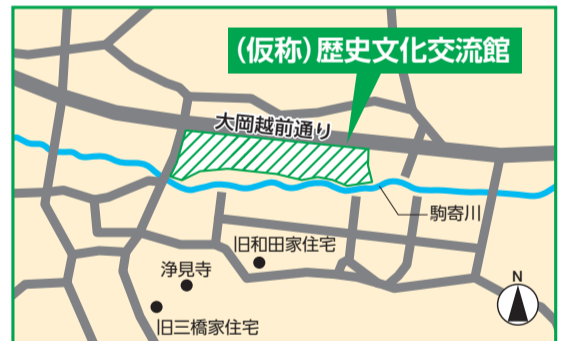 (仮称)歴史文化交流館
大岡越前通り
駒寄川
旧和田家住宅
浄見寺
旧三橋家住宅
N